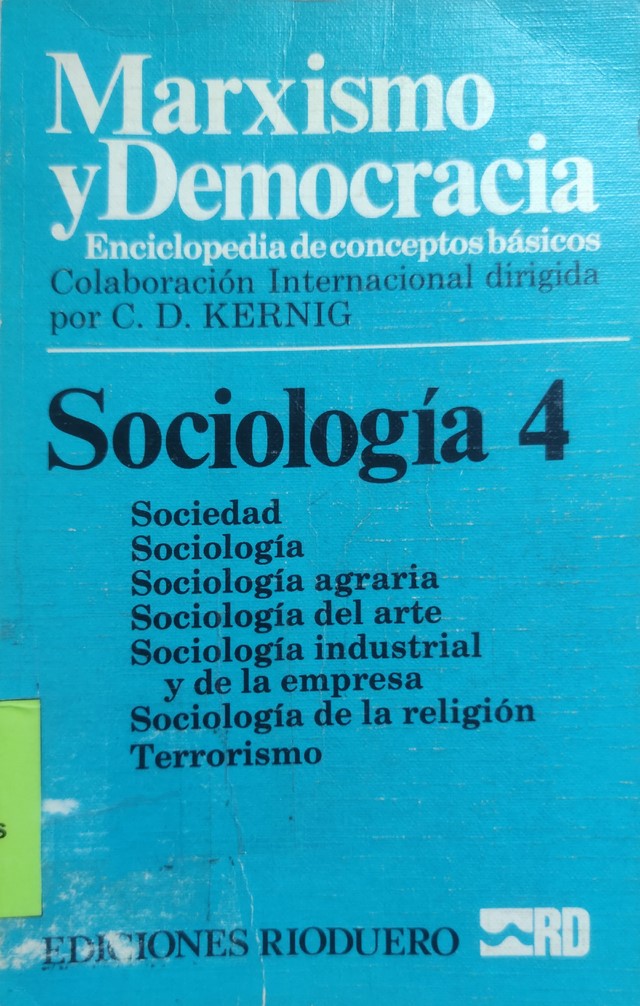 Marxismo
y Democracia
Enciclopedia de conceptos básicos
Colaboración Internacional dirigida
por C. D. KERNIG
Sociología 4
Sociedad
Sociología
Sociología agraria
Sociología del arte
Sociología industrial
y de la empresa
Sociología de la religión
Terrorismo
s
EDICIONES RIODUERO
RD